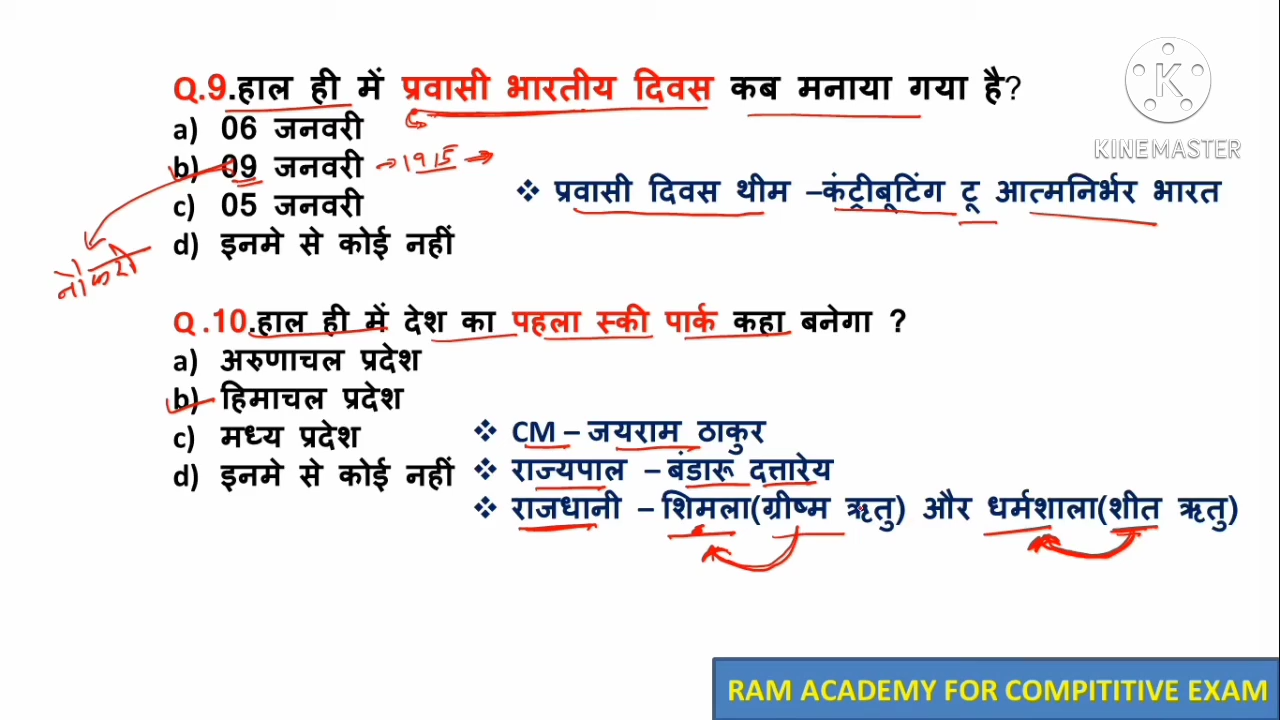 Q.9.हाल ही में प्रवासी भारतीय दिवस कब मनाया गया है?
a) 06 जनवरी
b) 09 जनवरी → 1915 →
c) 05 जनवरी
d) इनमे से कोई नहीं
नौकरी
❖ प्रवासी दिवस थीम –कंट्रीबूटिंग टू आत्मनिर्भर भारत
Q.10.हाल ही में देश का पहला स्की पार्क कहा बनेगा ?
a) अरुणाचल प्रदेश
b) हिमाचल प्रदेश
c) मध्य प्रदेश
d) इनमे से कोई नहीं
❖ CM – जयराम ठाकुर
❖ राज्यपाल – बंडारू दत्तारेय
❖ राजधानी – शिमला(ग्रीष्म ऋतु) और धर्मशाला(शीत ऋतु)
K
KINEMASTER
RAM ACADEMY FOR COMPITITIVE EXAM